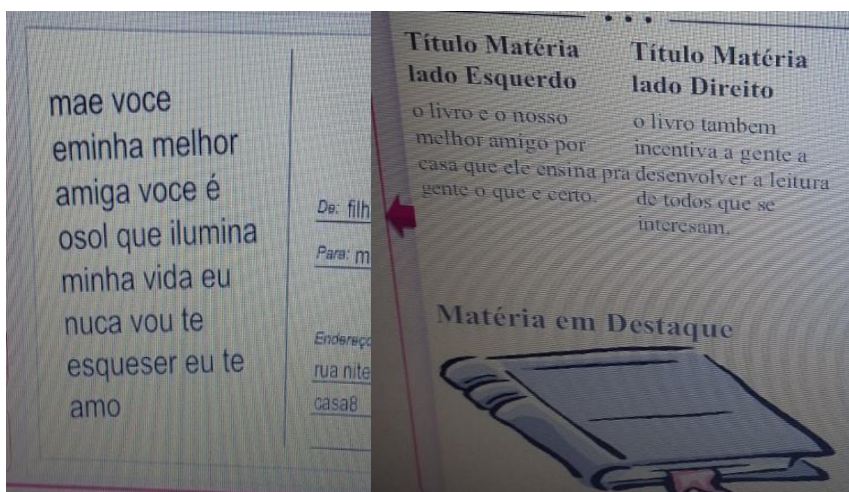 mae voce
eminha melhor
amiga voce é
osol que ilumina
minha vida eu
nuca vou te
esqueser eu te
amo
De: filh
Para: m
Endereço
rua nite
casa8
Título Matéria
lado Esquerdo
o livro e o nosso
melhor amigo por
casa que ele ensina pra
gente o que e certo.
Título Matéria
lado Direito
o livro tambem
incentiva a gente a
desenvolver a leitura
de todos que se
interesam.
Matéria em Destaque